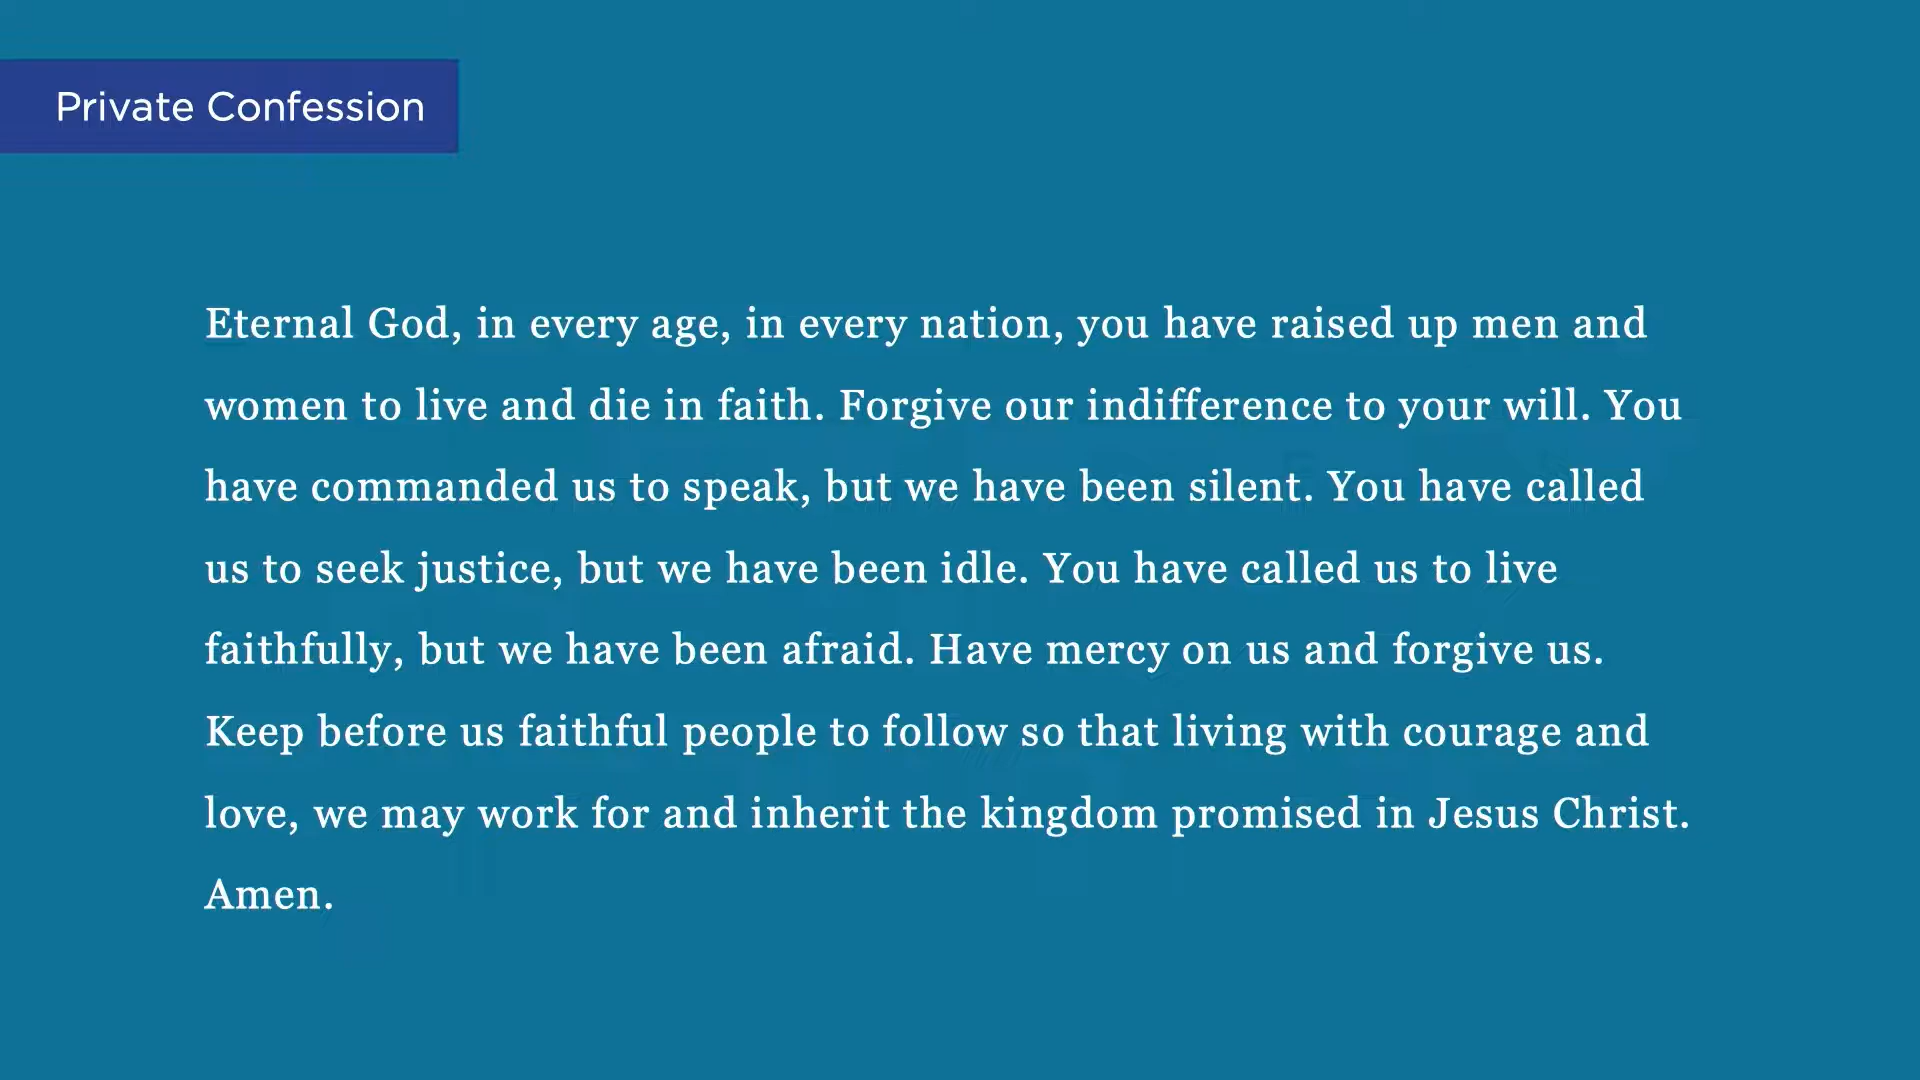 Private Confession
Eternal God, in every age, in every nation, you have raised up men and
women to live and die in faith. Forgive our indifference to your will. You
have commanded us to speak, but we have been silent. You have called
us to seek justice, but we have been idle. You have called us to live
faithfully, but we have been afraid. Have mercy on us and forgive us.
Keep before us faithful people to follow so that living with courage and
love, we may work for and inherit the kingdom promised in Jesus Christ.
Amen.